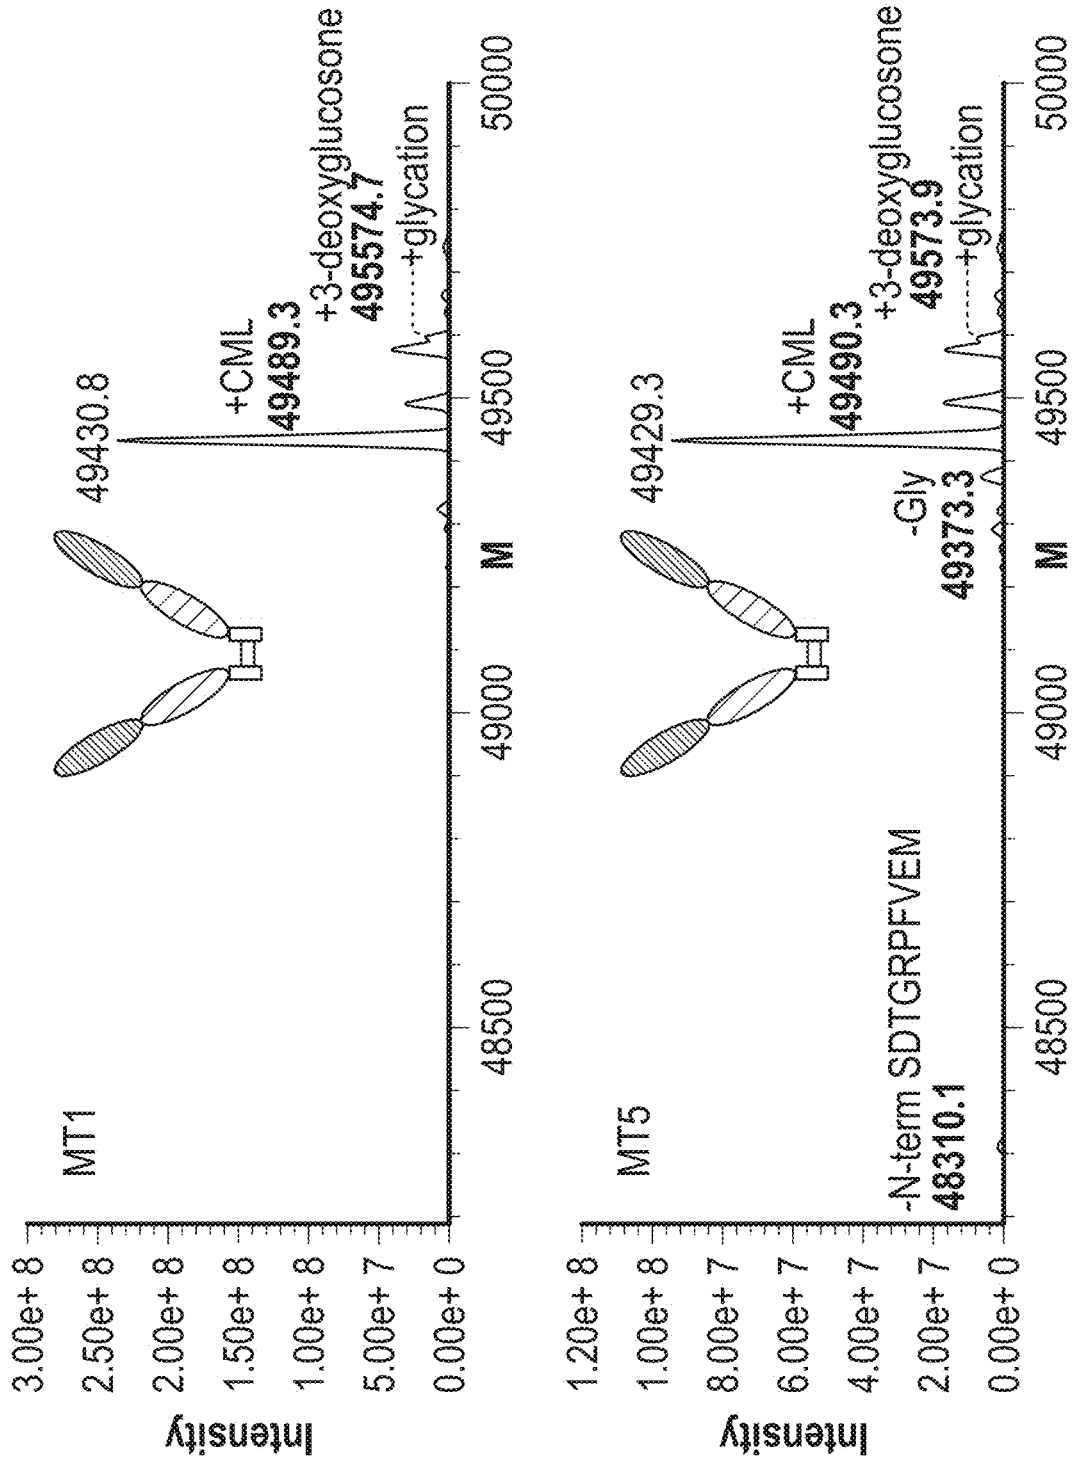 MT1
49430.8
+CML
49489.3
+3-deoxyglucosone
495574.7
+glycation
3.00e+ 8
2.50e+ 8
2.00e+ 8
1.50e+ 8
1.00e+ 8
5.00e+ 7
0.00e+ 0
Intensity
48500
49000
49500
50000
M
MT5
49429.3
+CML
49490.3
+3-deoxyglucosone
49573.9
+glycation
-Gly
49373.3
-N-term SDTGRPFVEM
48310.1
1.20e+ 8
1.00e+ 8
8.00e+ 7
6.00e+ 7
4.00e+ 7
2.00e+ 7
0.00e+ 0
Intensity
48500
49000
49500
50000
M